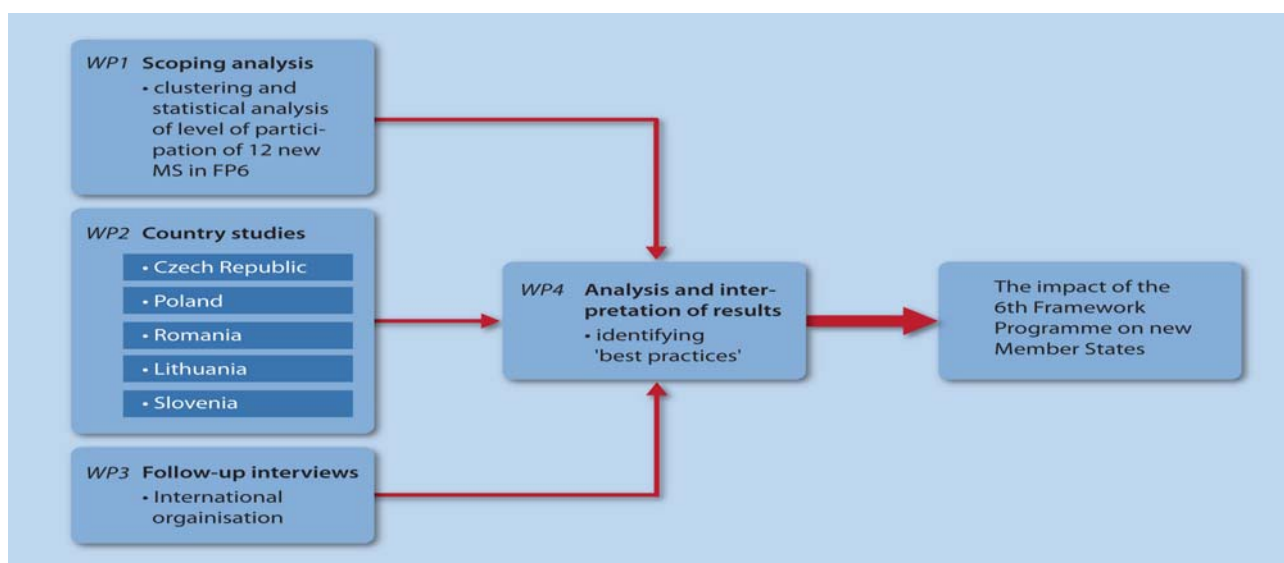 WP1 Scoping analysis
• clustering and
statistical analysis
of level of partici-
pation of 12 new
MS in FP6
WP2 Country studies
• Czech Republic
• Poland
• Romania
• Lithuania
• Slovenia
WP3 Follow-up interviews
• International
orgainisation
WP4 Analysis and inter-
pretation of results
• identifying
'best practices'
The impact of the
6th Framework
Programme on new
Member States